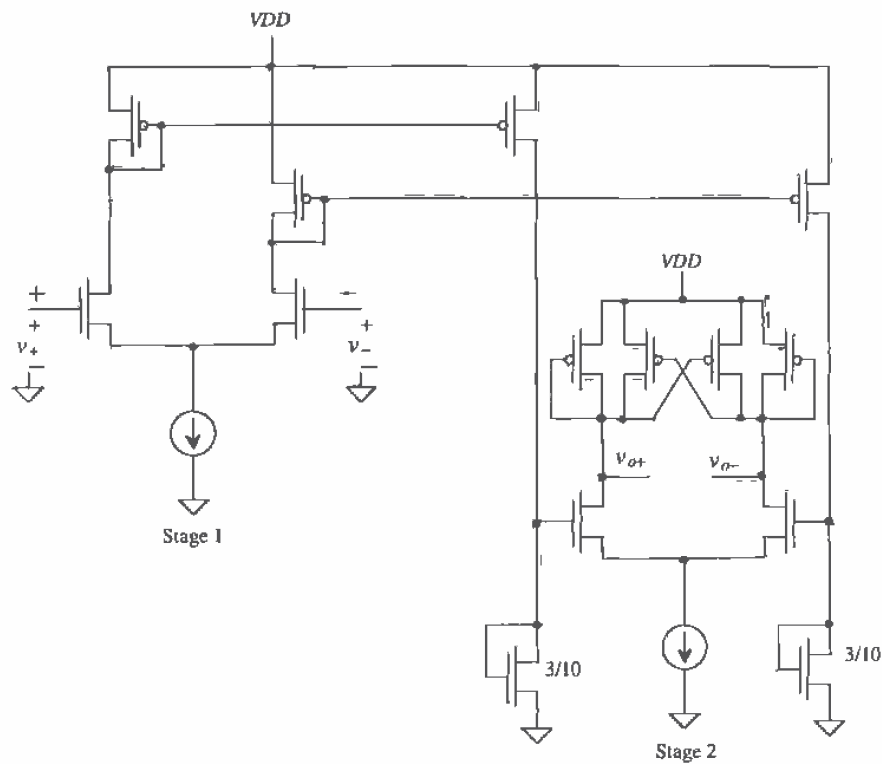 VDD
VDD
+
+
v+
−
+
v−
−
vo+
vo−
Stage 1
3/10
3/10
Stage 2